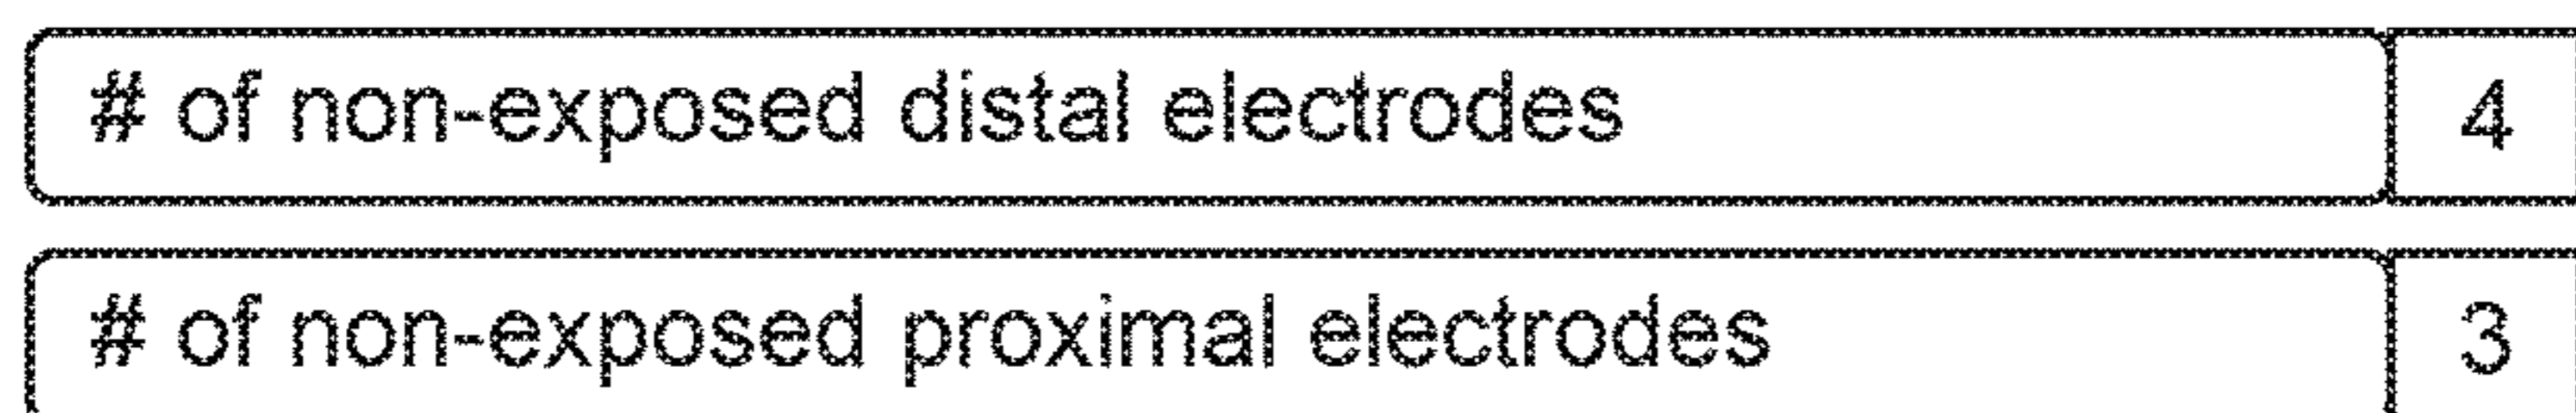 # of non-exposed distal electrodes 4
# of non-exposed proximal electrodes 3